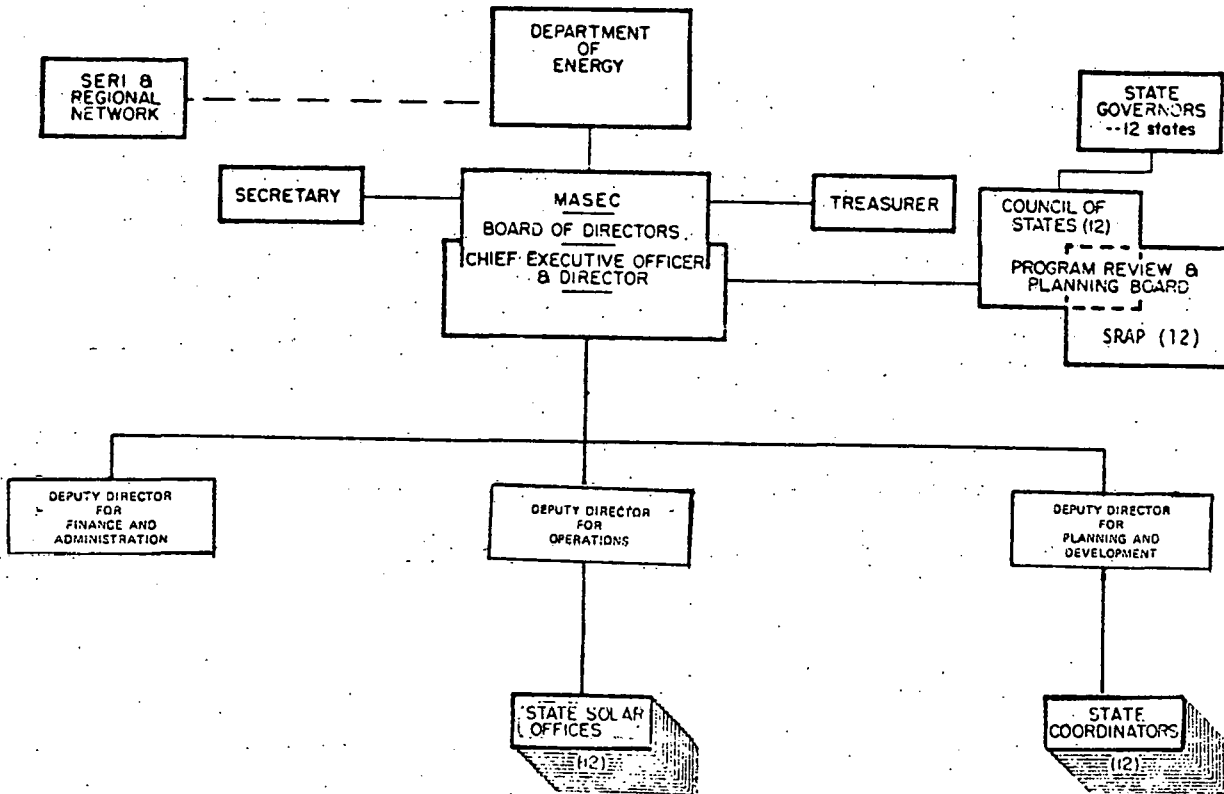 DEPARTMENT
OF
ENERGY
SERI &
REGIONAL
NETWORK
STATE
GOVERNORS
--12 states
SECRETARY
MASEC
BOARD OF DIRECTORS
CHIEF EXECUTIVE OFFICER
& DIRECTOR
TREASURER
COUNCIL OF
STATES (12)
PROGRAM REVIEW &
PLANNING BOARD
SRAP (12)
DEPUTY DIRECTOR
FOR
FINANCE AND
ADMINISTRATION
DEPUTY DIRECTOR
FOR
OPERATIONS
DEPUTY DIRECTOR
FOR
PLANNING AND
DEVELOPMENT
STATE SOLAR
OFFICES
(12)
STATE
COORDINATORS
(12)